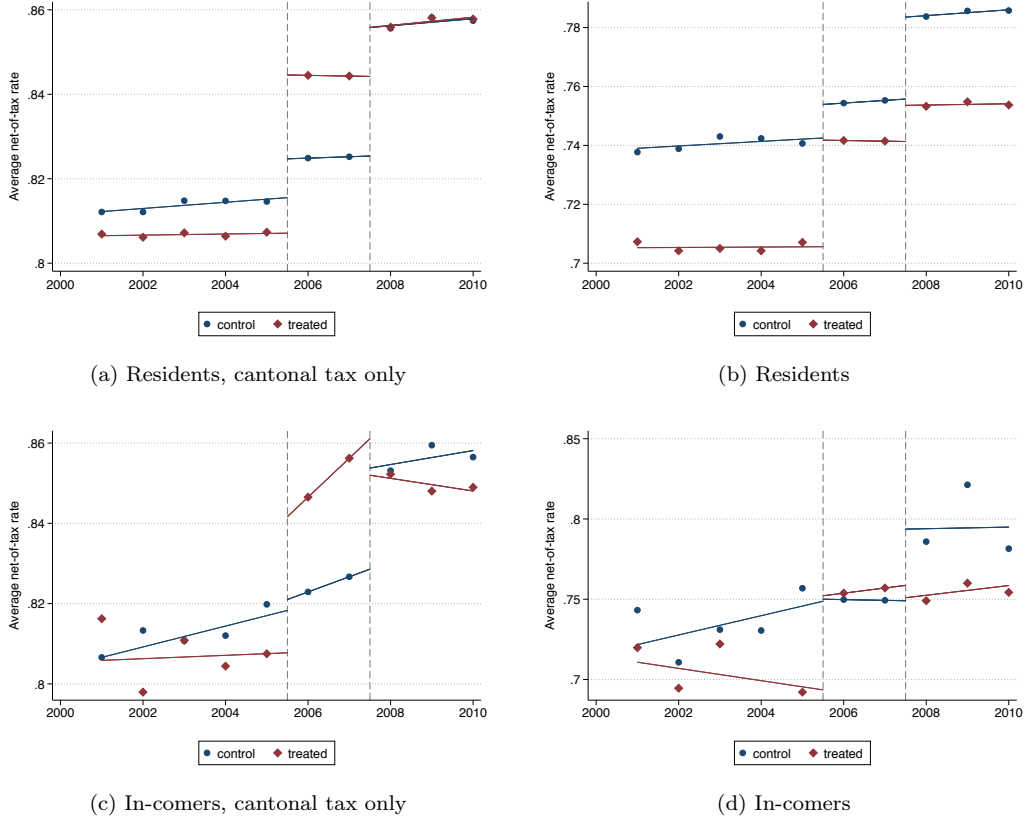 Average net-of-tax rate
.86
.84
.82
.8
2000 2002 2004 2006 2008 2010
control treated
(a) Residents, cantonal tax only
Average net-of-tax rate
.78
.76
.74
.72
.7
2000 2002 2004 2006 2008 2010
control treated
(b) Residents
Average net-of-tax rate
.86
.84
.82
.8
2000 2002 2004 2006 2008 2010
control treated
(c) In-comers, cantonal tax only
Average net-of-tax rate
.85
.8
.75
.7
2000 2002 2004 2006 2008 2010
control treated
(d) In-comers